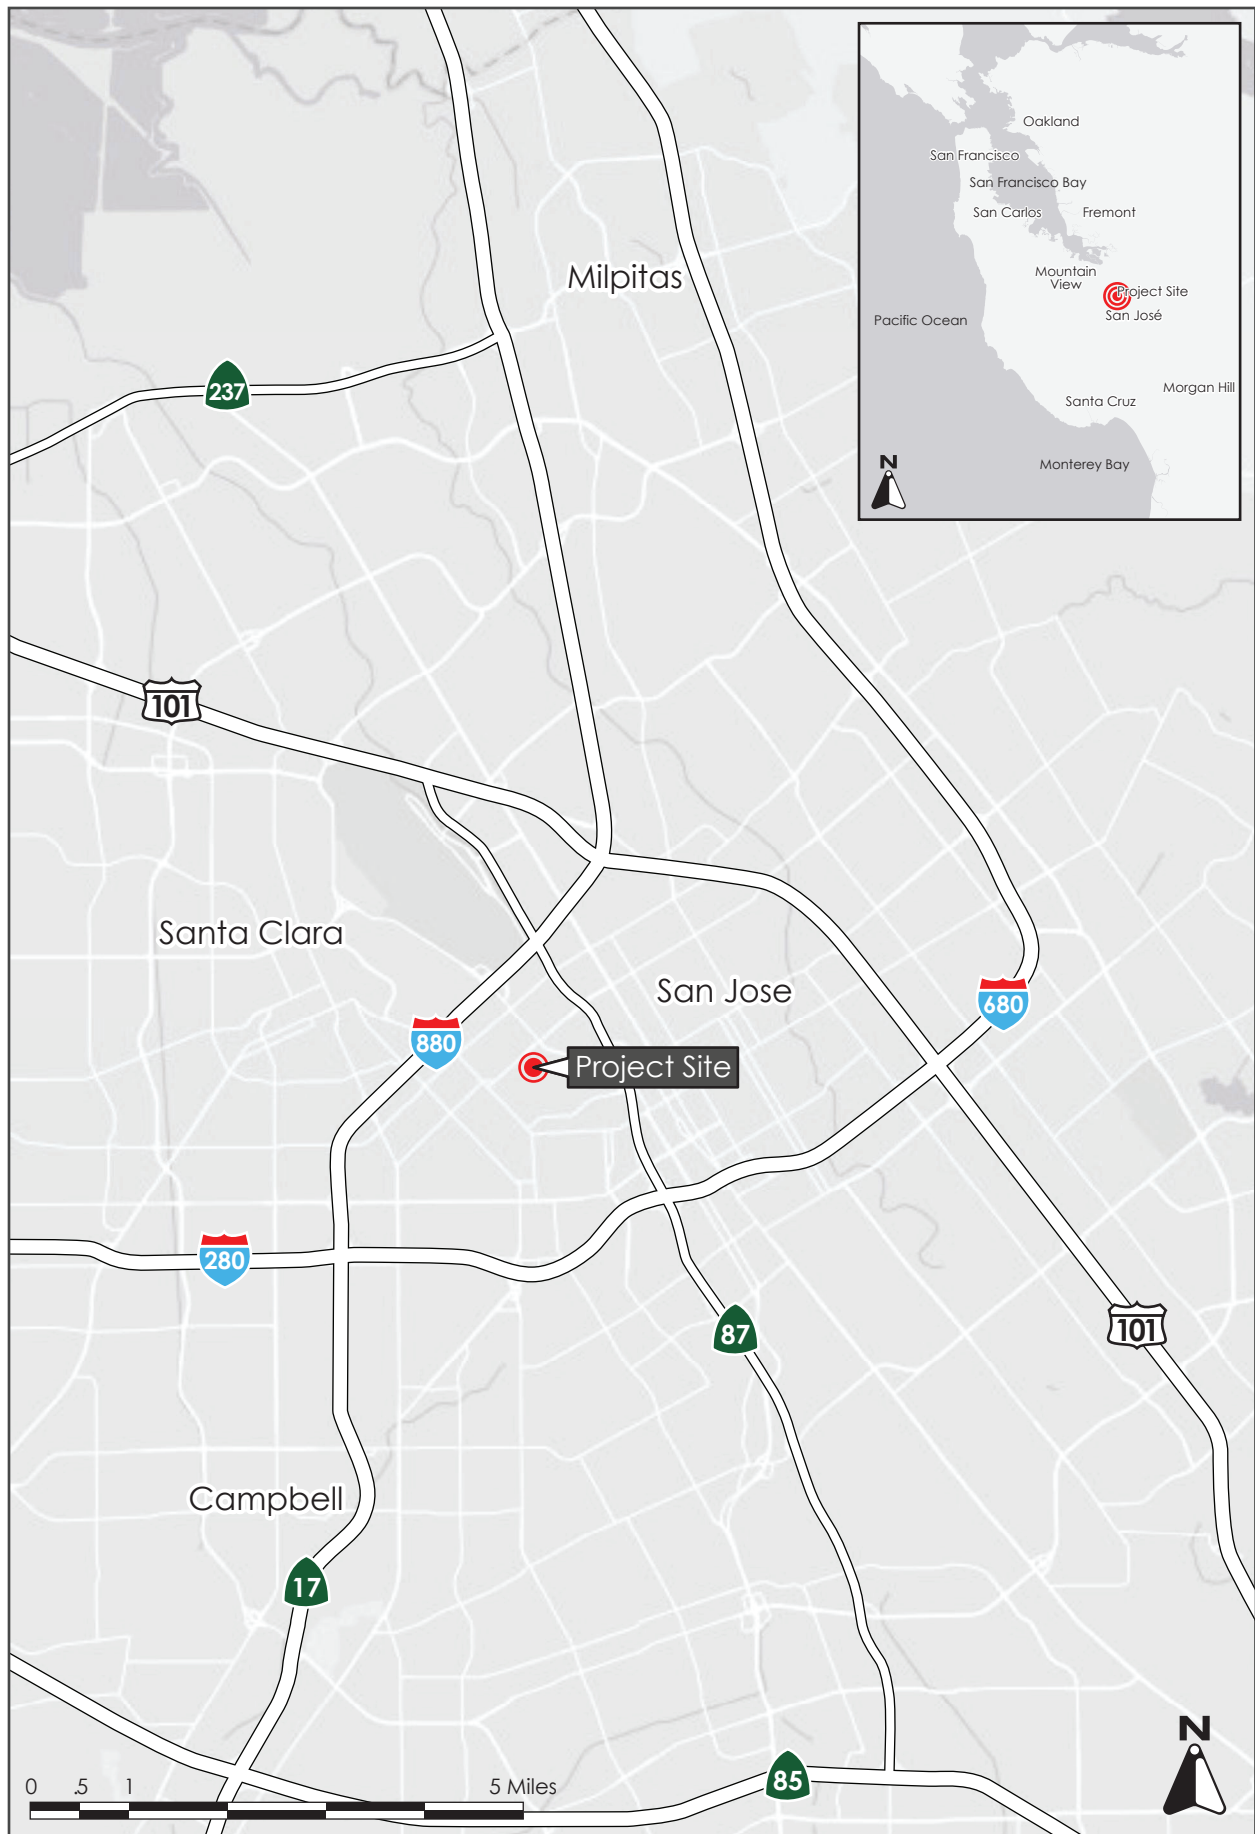 Oakland
San Francisco
San Francisco Bay
San Carlos
Fremont
Mountain
View
Project Site
San José
Pacific Ocean
Morgan Hill
Santa Cruz
Monterey Bay
N
Milpitas
237
101
Santa Clara
San Jose
680
880
Project Site
280
87
101
Campbell
17
N
85
0 .5 1 5 Miles